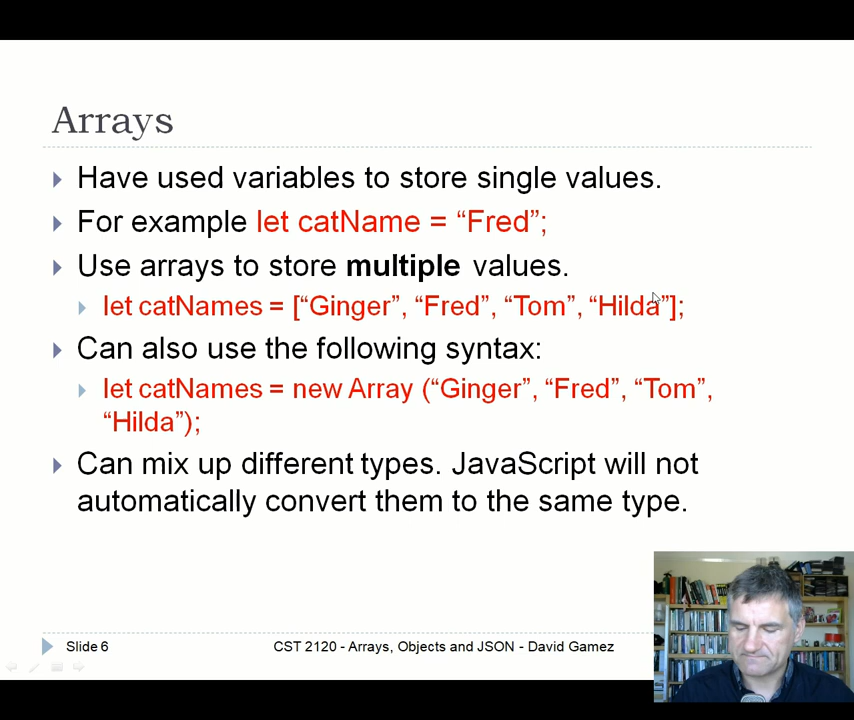 Arrays
Have used variables to store single values.
For example let catName = “Fred”;
Use arrays to store multiple values.
let catNames = [“Ginger”, “Fred”, “Tom”, “Hilda”];
Can also use the following syntax:
let catNames = new Array (“Ginger”, “Fred”, “Tom”,
“Hilda”);
Can mix up different types. JavaScript will not
automatically convert them to the same type.
Slide 6
CST 2120 - Arrays, Objects and JSON - David Gamez